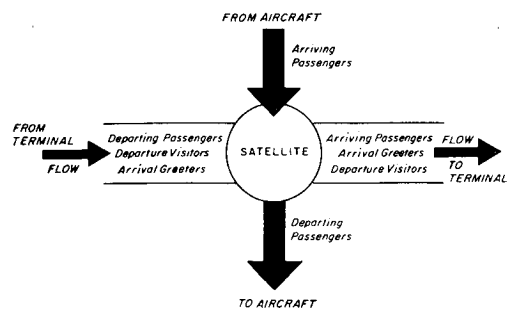 FROM AIRCRAFT
Arriving
Passengers
FROM
TERMINAL
FLOW
Departing Passengers
Departure Visitors
Arrival Greeters
SATELLITE
Arriving Passengers
Arrival Greeters
Departure Visitors
FLOW
TO
TERMINAL
Departing
Passengers
TO AIRCRAFT